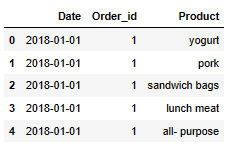 Date Order_id Product
0 2018-01-01 1 yogurt
1 2018-01-01 1 pork
2 2018-01-01 1 sandwich bags
3 2018-01-01 1 lunch meat
4 2018-01-01 1 all- purpose